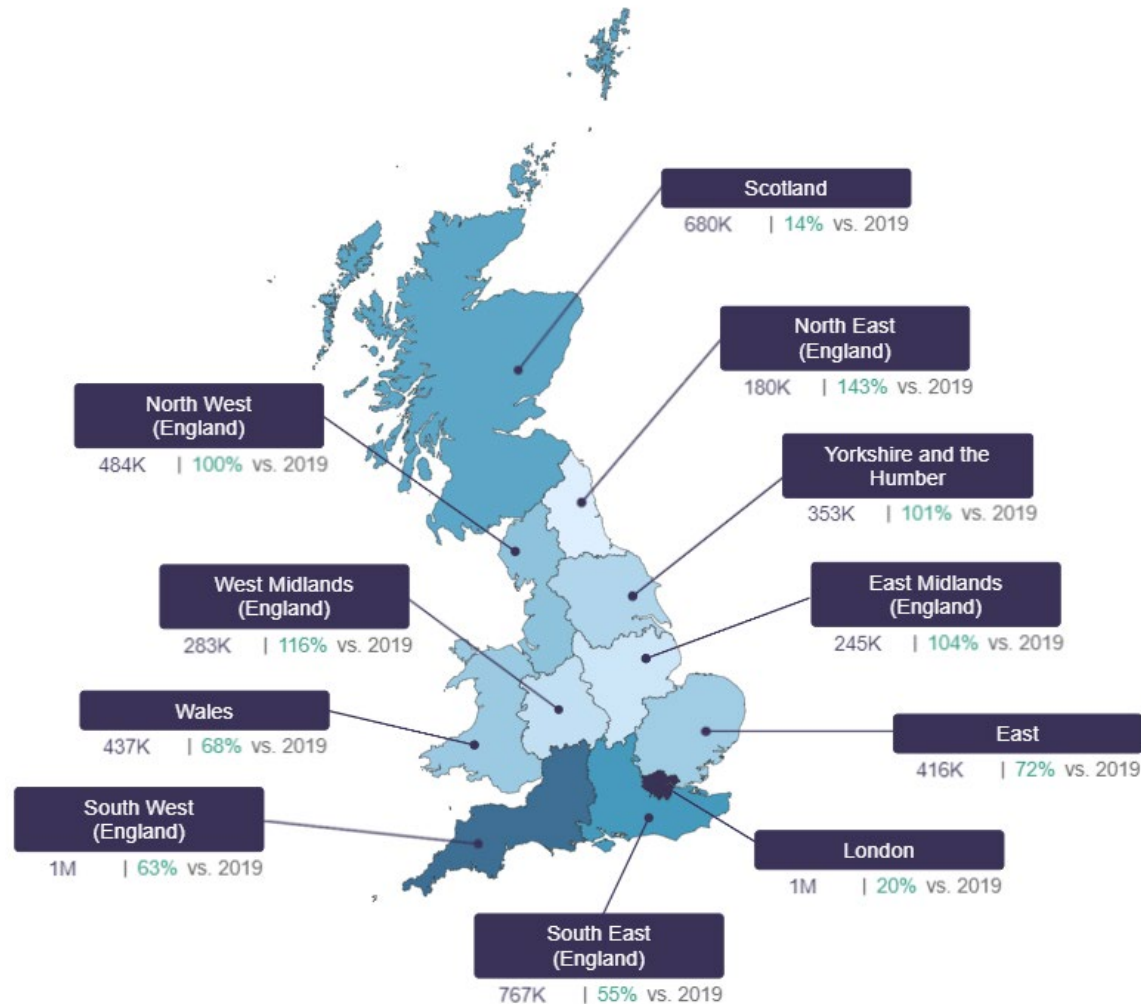 Scotland
680K | 14% vs. 2019
North East
(England)
180K | 143% vs. 2019
North West
(England)
484K | 100% vs. 2019
Yorkshire and the
Humber
353K | 101% vs. 2019
West Midlands
(England)
283K | 116% vs. 2019
East Midlands
(England)
245K | 104% vs. 2019
Wales
437K | 68% vs. 2019
East
416K | 72% vs. 2019
South West
(England)
1M | 63% vs. 2019
London
1M | 20% vs. 2019
South East
(England)
767K | 55% vs. 2019